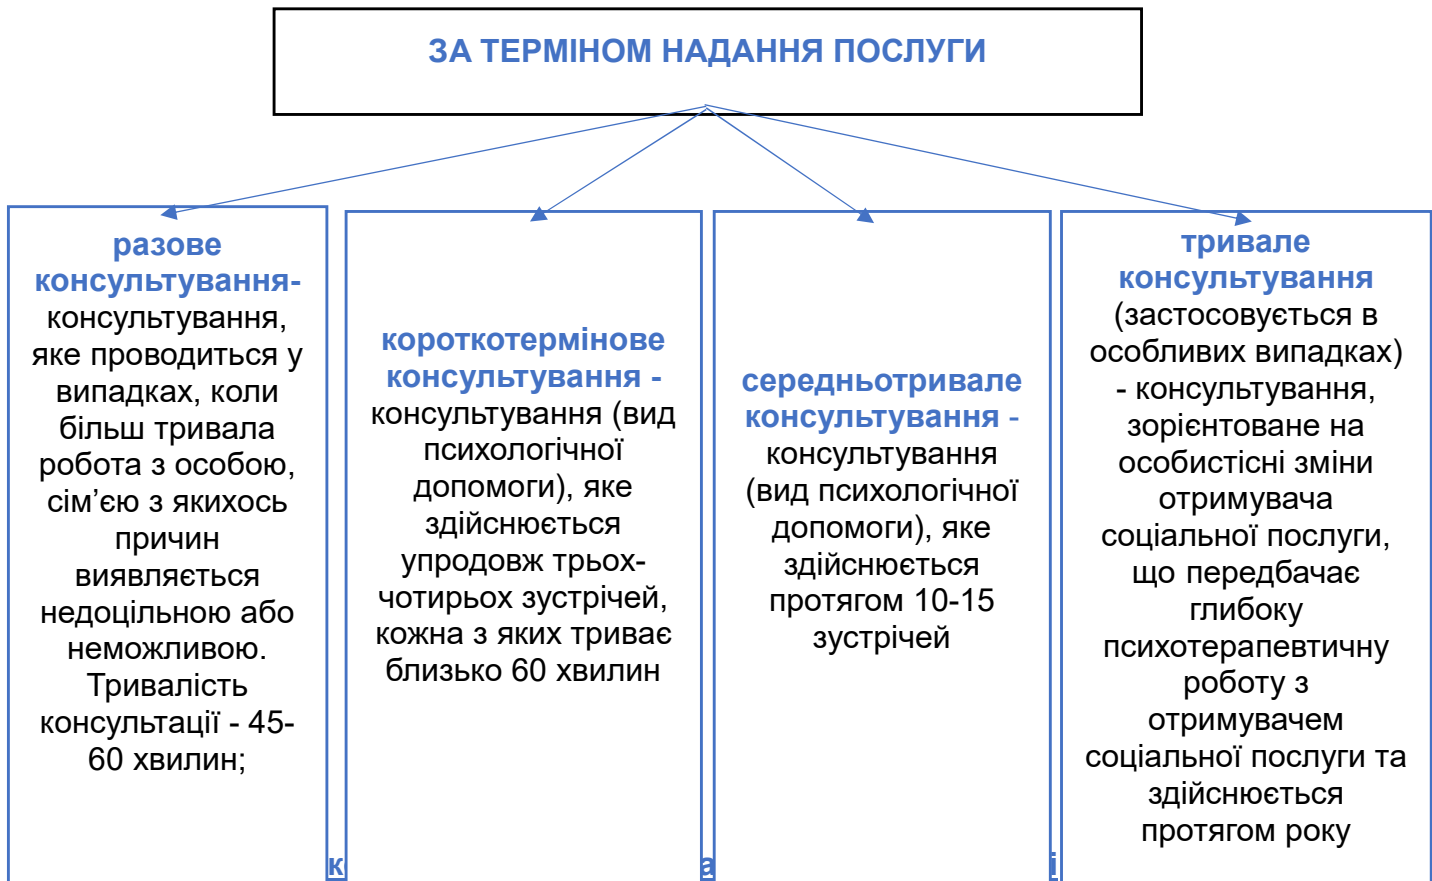 ЗА ТЕРМІНОМ НАДАННЯ ПОСЛУГИ
разове
консультування-
консультування,
яке проводиться у
випадках, коли
більш тривала
робота з особою,
сім’єю з якихось
причин
виявляється
недоцільною або
неможливою.
Тривалість
консультації - 45-
60 хвилин;
короткотермінове
консультування -
консультування (вид
психологічної
допомоги), яке
здійснюється
упродовж трьох-
чотирьох зустрічей,
кожна з яких триває
близько 60 хвилин
середньотривале
консультування -
консультування
(вид психологічної
допомоги), яке
здійснюється
протягом 10-15
зустрічей
тривале
консультування
(застосовується в
особливих випадках)
- консультування,
зорієнтоване на
особистісні зміни
отримувача
соціальної послуги,
що передбачає
глибоку
психотерапевтичну
роботу з
отримувачем
соціальної послуги та
здійснюється
протягом року